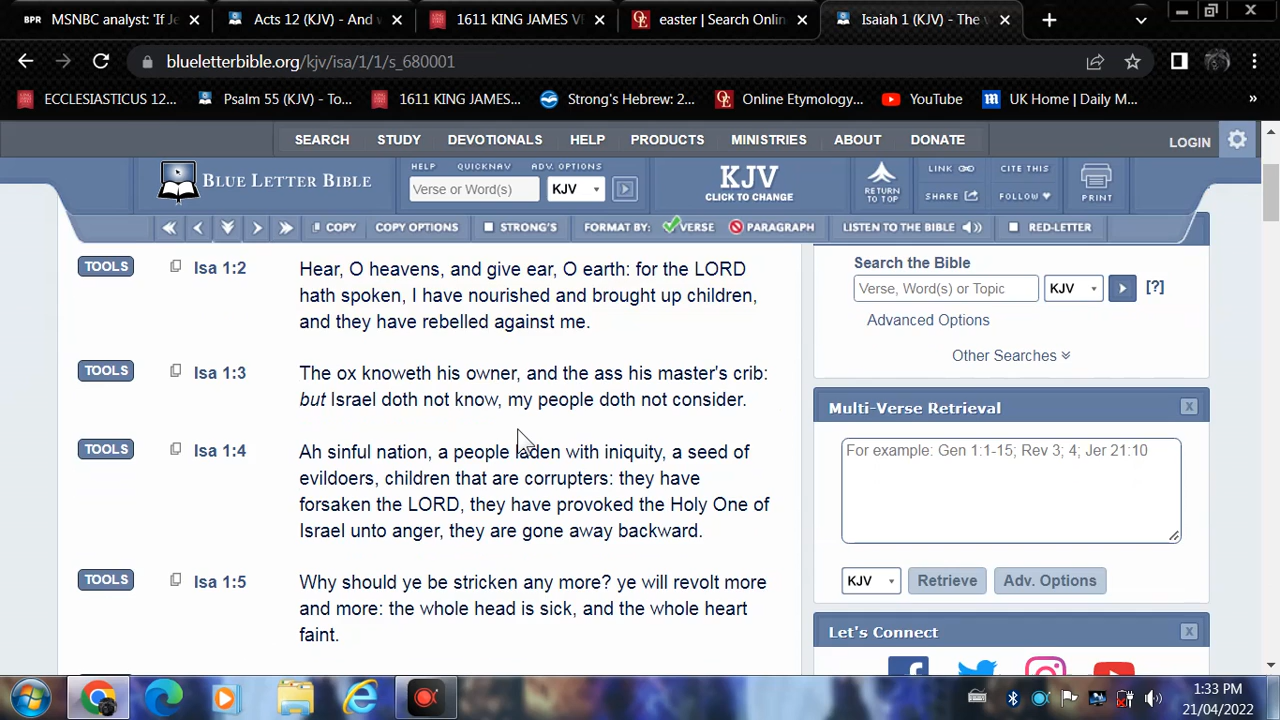 BPR MSNBC analyst: 'If Je
Acts 12 (KJV) - And w
1611 KING JAMES VE
OE easter | Search Onlin
Isaiah 1 (KJV) - The v
blueletterbible.org/kjv/isa/1/1/s_680001
ECCLESIASTICUS 12...
Psalm 55 (KJV) - To...
1611 KING JAMES...
Strong's Hebrew: 2...
OE Online Etymology...
YouTube
m UK Home | Daily M...
»
SEARCH STUDY DEVOTIONALS HELP PRODUCTS MINISTRIES ABOUT DONATE
LOGIN
BLUE LETTER BIBLE
HELP QUICKNAV ADV. OPTIONS
Verse or Word(s) KJV
KJV
CLICK TO CHANGE
RETURN
TO TOP
LINK CITE THIS
SHARE FOLLOW
PRINT
COPY COPY OPTIONS STRONG'S FORMAT BY: VERSE PARAGRAPH LISTEN TO THE BIBLE RED-LETTER
TOOLS Isa 1:2 Hear, O heavens, and give ear, O earth: for the LORD
hath spoken, I have nourished and brought up children,
and they have rebelled against me.
TOOLS Isa 1:3 The ox knoweth his owner, and the ass his master's crib:
but Israel doth not know, my people doth not consider.
TOOLS Isa 1:4 Ah sinful nation, a people laden with iniquity, a seed of
evildoers, children that are corrupters: they have
forsaken the LORD, they have provoked the Holy One of
Israel unto anger, they are gone away backward.
TOOLS Isa 1:5 Why should ye be stricken any more? ye will revolt more
and more: the whole head is sick, and the whole heart
faint.
Search the Bible
Verse, Word(s) or Topic KJV [?]
Advanced Options
Other Searches
Multi-Verse Retrieval X
For example: Gen 1:1-15; Rev 3; 4; Jer 21:10
KJV Retrieve Adv. Options
Let's Connect X
1:33 PM
21/04/2022